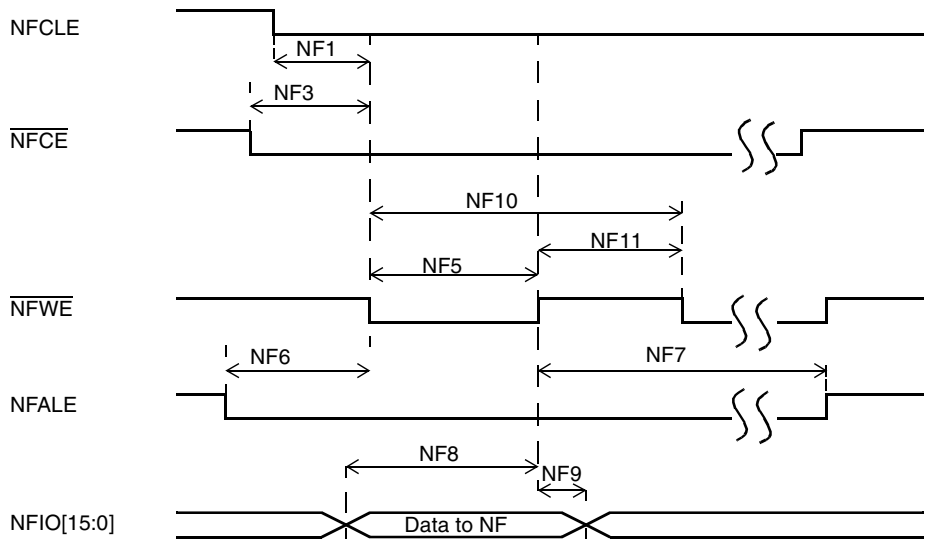 NFCLE
NF1
NF3
NFCE
NF10
NF11
NF5
NFWE
NF6
NF7
NFALE
NF8
NF9
NFIO[15:0]
Data to NF